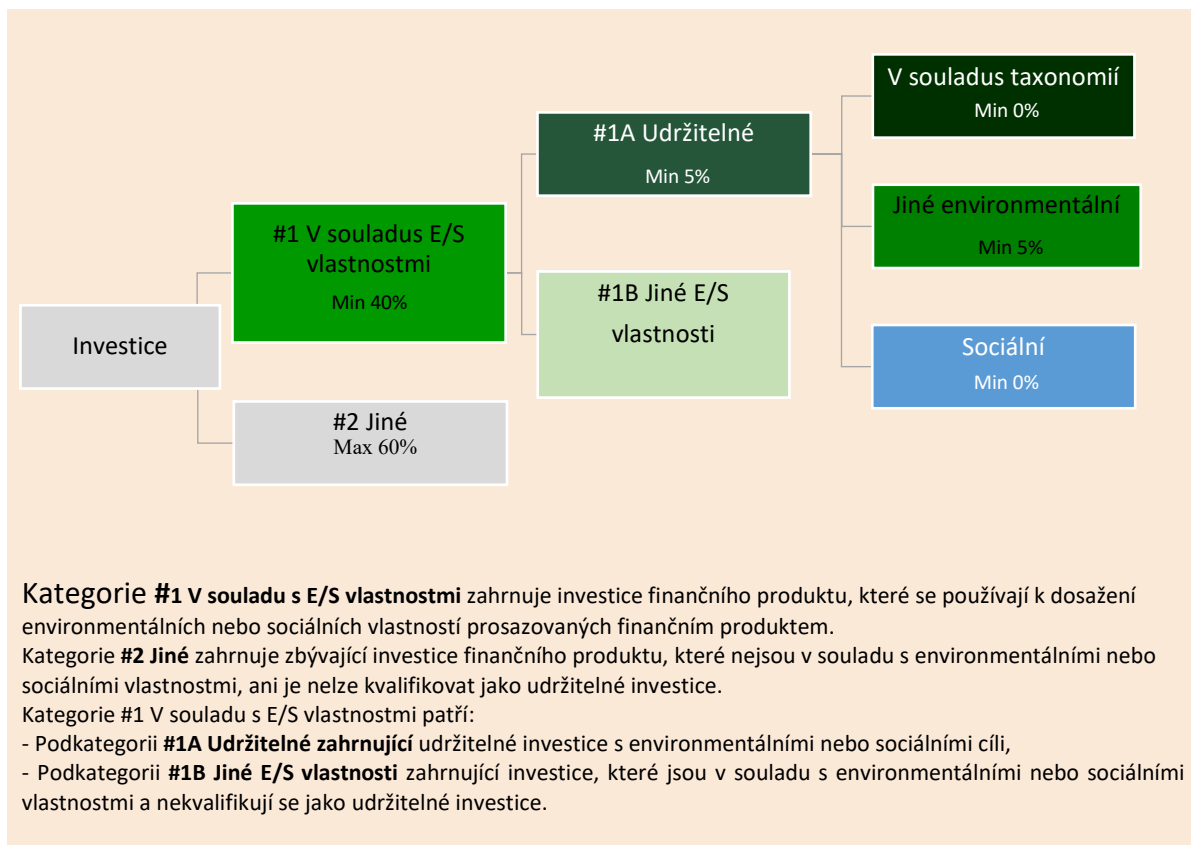 Investice
#1 V souladus E/S
vlastnostmi
Min 40%
#2 Jiné
Max 60%
#1A Udržitelné
Min 5%
#1B Jiné E/S
vlastnosti
V souladus taxonomií
Min 0%
Jiné environmentální
Min 5%
Sociální
Min 0%
Kategorie #1 V souladu s E/S vlastnostmi zahrnuje investice finančního produktu, které se používají k dosažení
environmentálních nebo sociálních vlastností prosazovaných finančním produktem.
Kategorie #2 Jiné zahrnuje zbývající investice finančního produktu, které nejsou v souladu s environmentálními nebo
sociálními vlastnostmi, ani je nelze kvalifikovat jako udržitelné investice.
Kategorie #1 V souladu s E/S vlastnostmi patří:
- Podkategorii #1A Udržitelné zahrnující udržitelné investice s environmentálními nebo sociálními cíli,
- Podkategorii #1B Jiné E/S vlastnosti zahrnující investice, které jsou v souladu s environmentálními nebo sociálními
vlastnostmi a nekvalifikují se jako udržitelné investice.